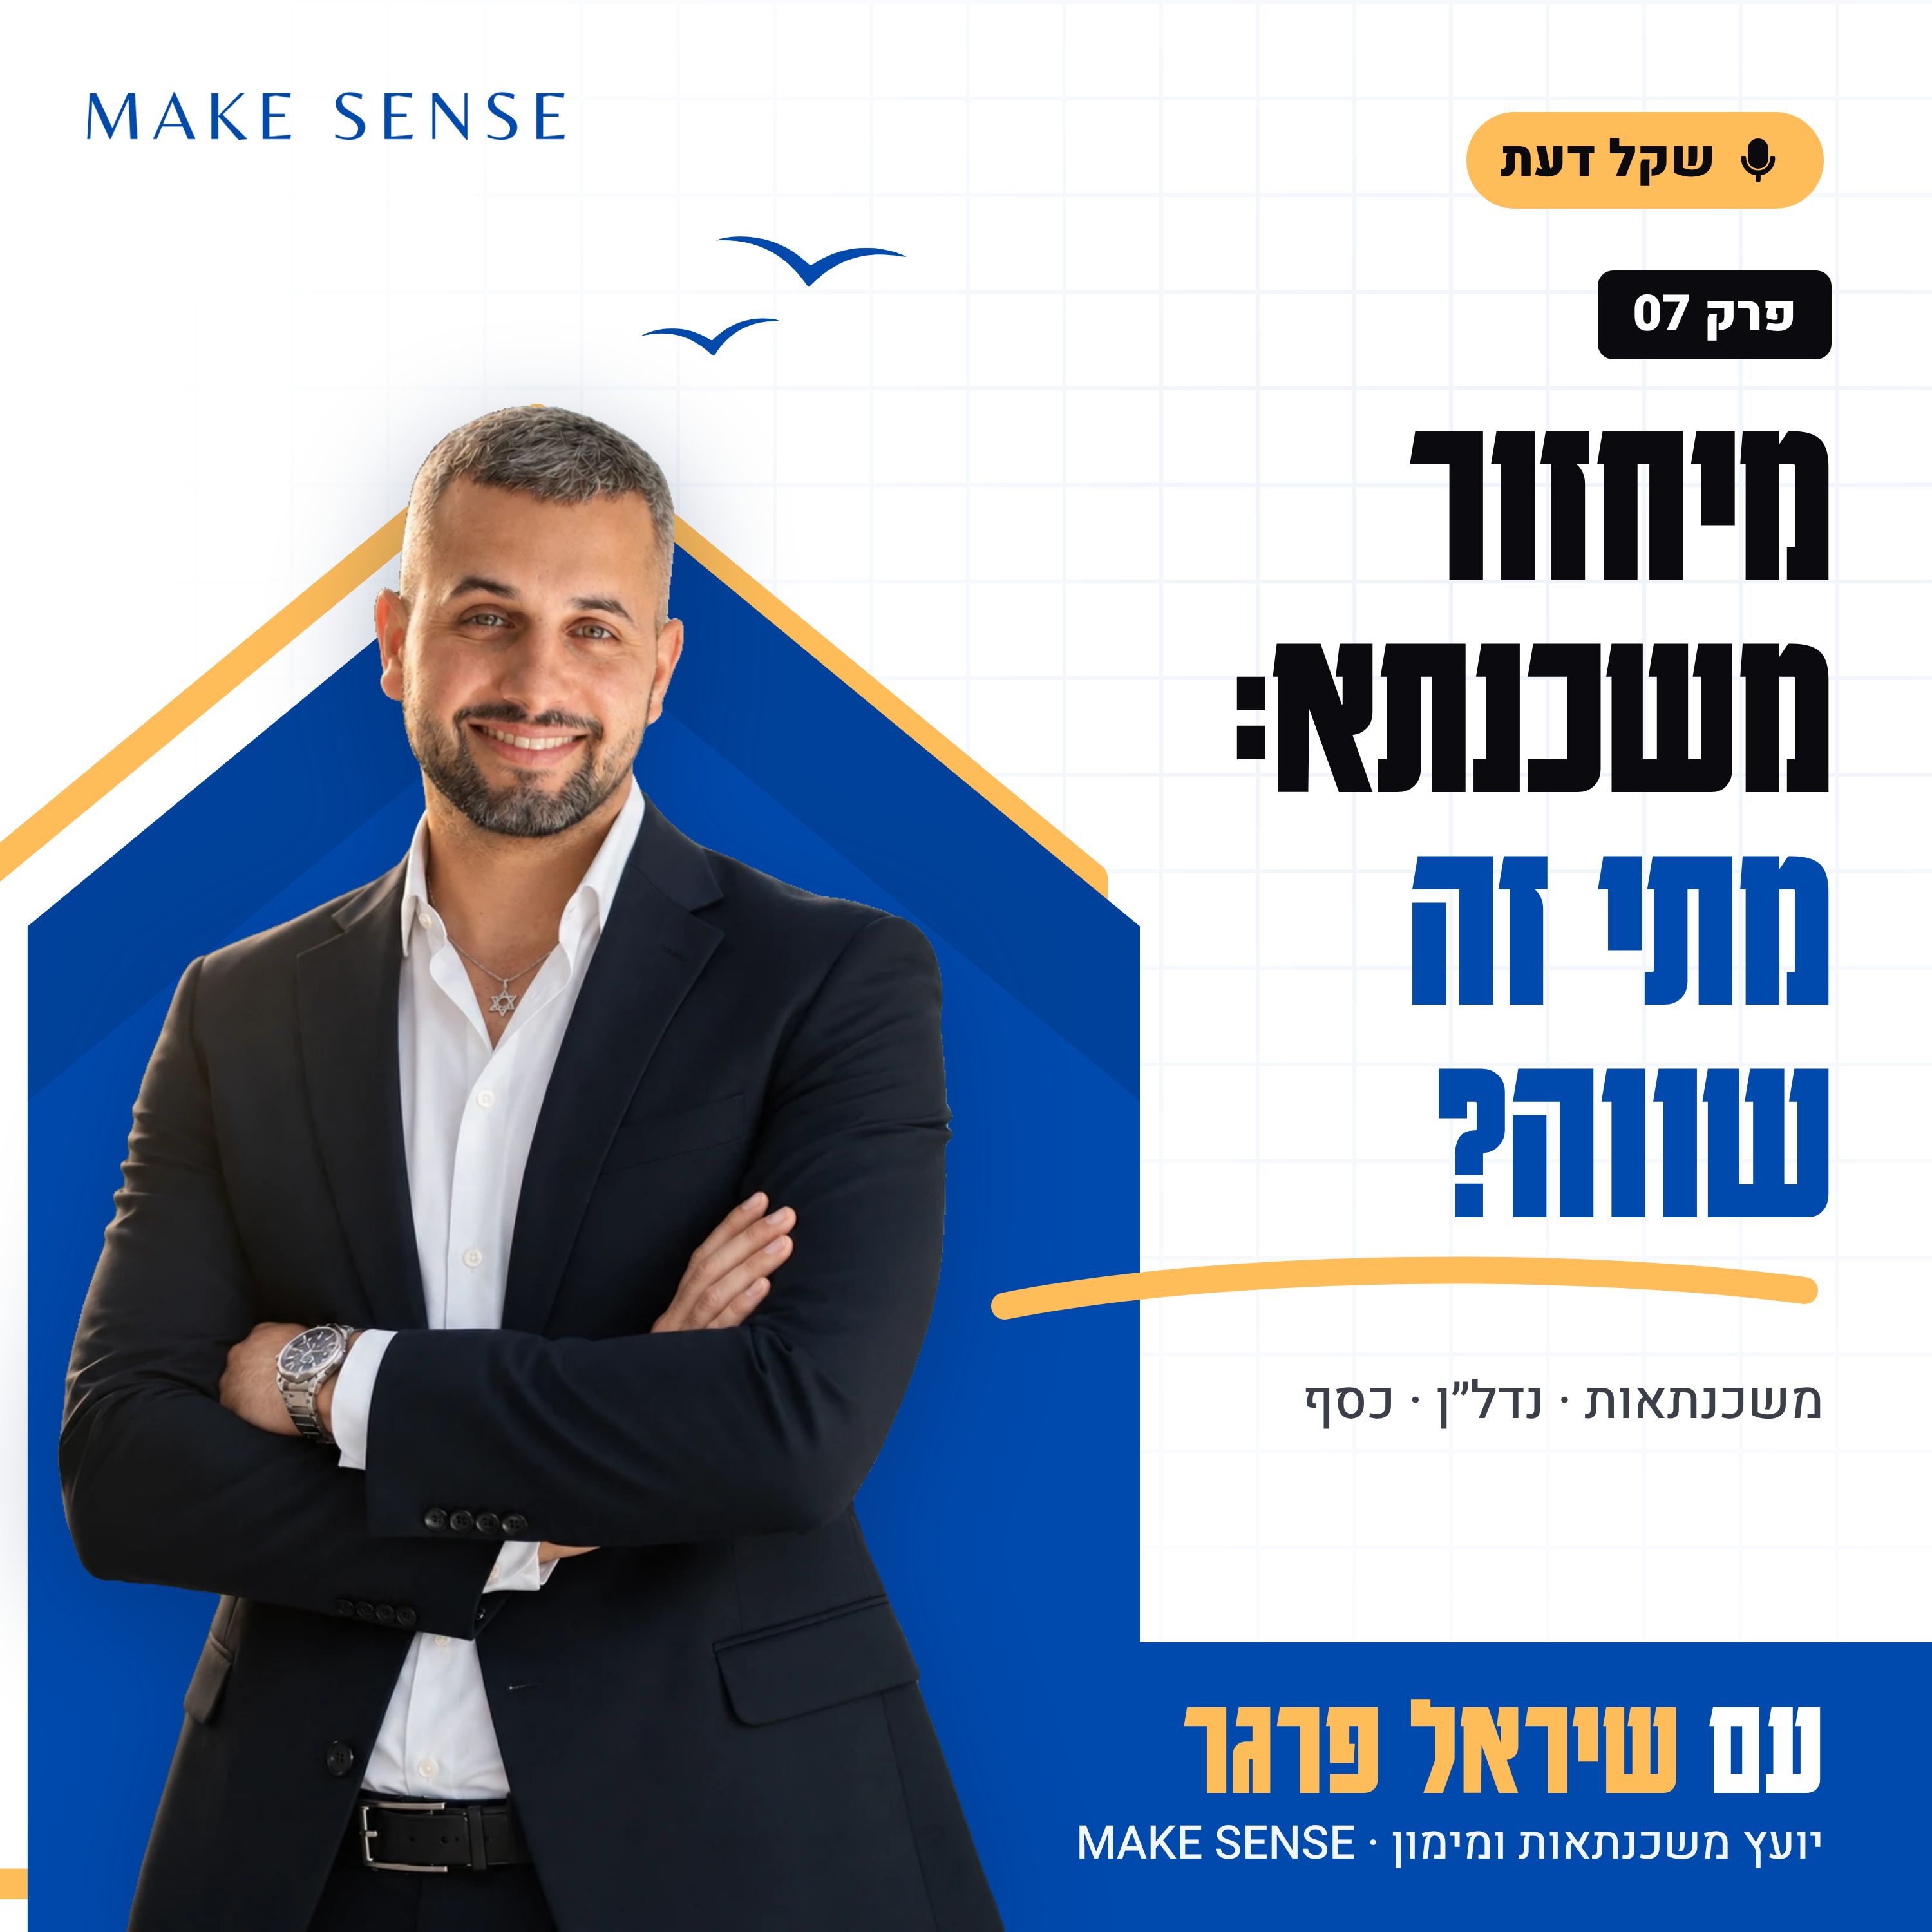 MAKE SENSE
שקל דעת
פרק 07
מיחזור
משכנתא:
מתי זה
שווה?
משכנתאות · נדל״ן · כסף
עם שיראל פרגר
יועץ משכנתאות ומימון · MAKE SENSE